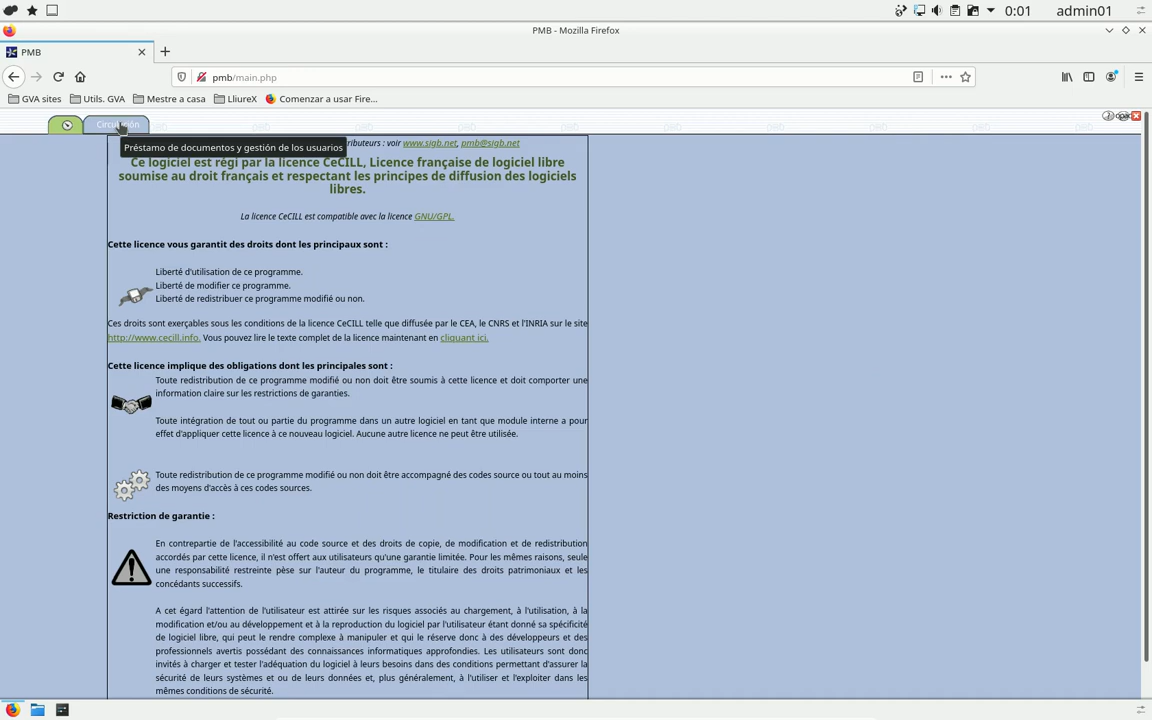 0:01 admin01
PMB - Mozilla Firefox
PMB
pmb/main.php
GVA sites Utils. GVA Mestre a casa LliureX Comenzar a usar Fire...
Circulación
Préstamo de documentos y gestión de los usuarios
ributeurs : voir www.sigb.net, pmb@sigb.net
Ce logiciel est régi par la licence CeCILL, Licence française de logiciel libre
soumise au droit français et respectant les principes de diffusion des logiciels
libres.
La licence CeCILL est compatible avec la licence GNU/GPL.
Cette licence vous garantit des droits dont les principaux sont :
Liberté d'utilisation de ce programme.
Liberté de modifier ce programme.
Liberté de redistribuer ce programme modifié ou non.
Ces droits sont exerçables sous les conditions de la licence CeCILL telle que diffusée par le CEA, le CNRS et l'INRIA sur le site
http://www.cecill.info. Vous pouvez lire le texte complet de la licence maintenant en cliquant ici.
Cette licence implique des obligations dont les principales sont :
Toute redistribution de ce programme modifié ou non doit être soumis à cette licence et doit comporter une
information claire sur les restrictions de garanties.
Toute intégration de tout ou partie du programme dans un autre logiciel en tant que module interne a pour
effet d'appliquer cette licence à ce nouveau logiciel. Aucune autre licence ne peut être utilisée.
Toute redistribution de ce programme modifié ou non doit être accompagné des codes source ou tout au moins
des moyens d'accès à ces codes sources.
Restriction de garantie :
En contrepartie de l'accessibilité au code source et des droits de copie, de modification et de redistribution
accordés par cette licence, il n'est offert aux utilisateurs qu'une garantie limitée. Pour les mêmes raisons, seule
une responsabilité restreinte pèse sur l'auteur du programme, le titulaire des droits patrimoniaux et les
concédants successifs.
A cet égard l'attention de l'utilisateur est attirée sur les risques associés au chargement, à l'utilisation, à la
modification et/ou au développement et à la reproduction du logiciel par l'utilisateur étant donné sa spécificité
de logiciel libre, qui peut le rendre complexe à manipuler et qui le réserve donc à des développeurs et des
professionnels avertis possédant des connaissances informatiques approfondies. Les utilisateurs sont donc
invités à charger et tester l'adéquation du logiciel à leurs besoins dans des conditions permettant d'assurer la
sécurité de leurs systèmes et ou de leurs données et, plus généralement, à l'utiliser et l'exploiter dans les
mêmes conditions de sécurité.